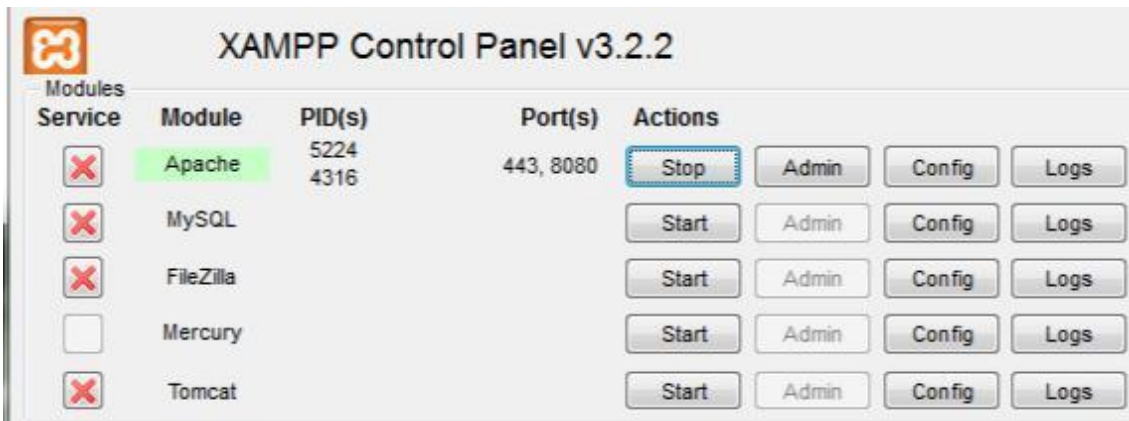 XAMPP Control Panel v3.2.2
Modules
Service Module PID(s) Port(s) Actions
Apache 5224 4316 443, 8080 Stop Admin Config Logs
MySQL Start Admin Config Logs
FileZilla Start Admin Config Logs
Mercury Start Admin Config Logs
Tomcat Start Admin Config Logs